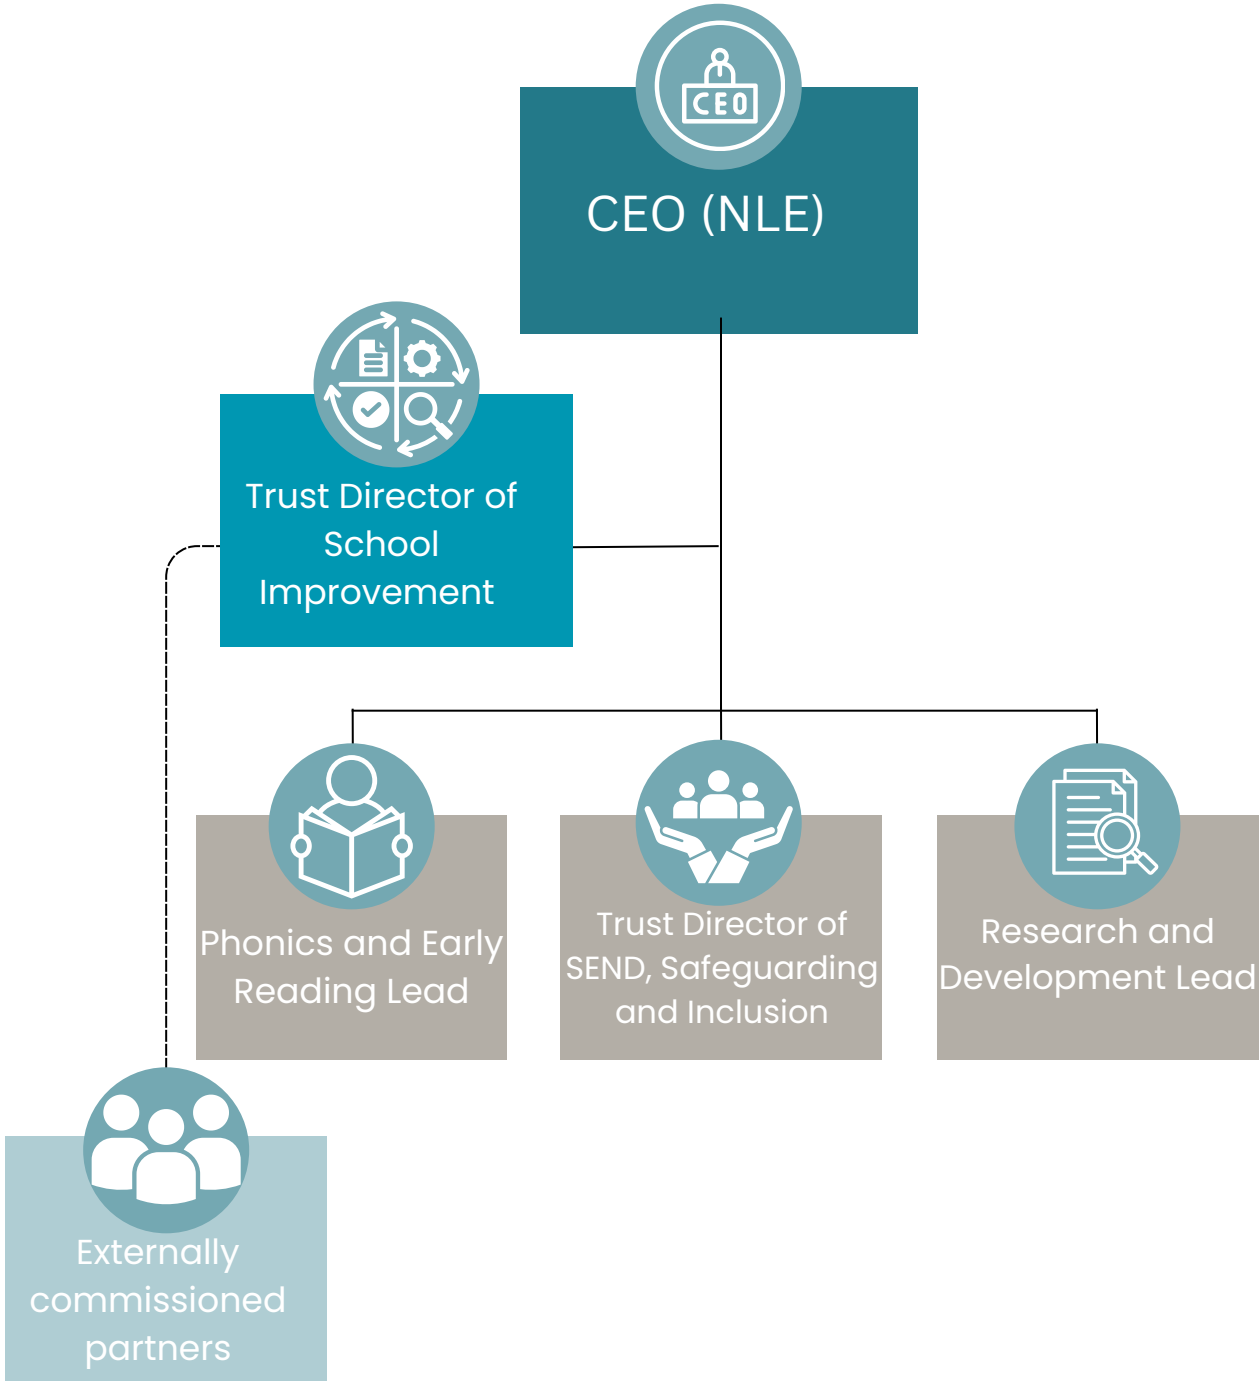 CEO
CEO (NLE)
Trust Director of
School
Improvement
Phonics and Early
Reading Lead
Trust Director of
SEND, Safeguarding
and Inclusion
Research and
Development Lead
Externally
commissioned
partners